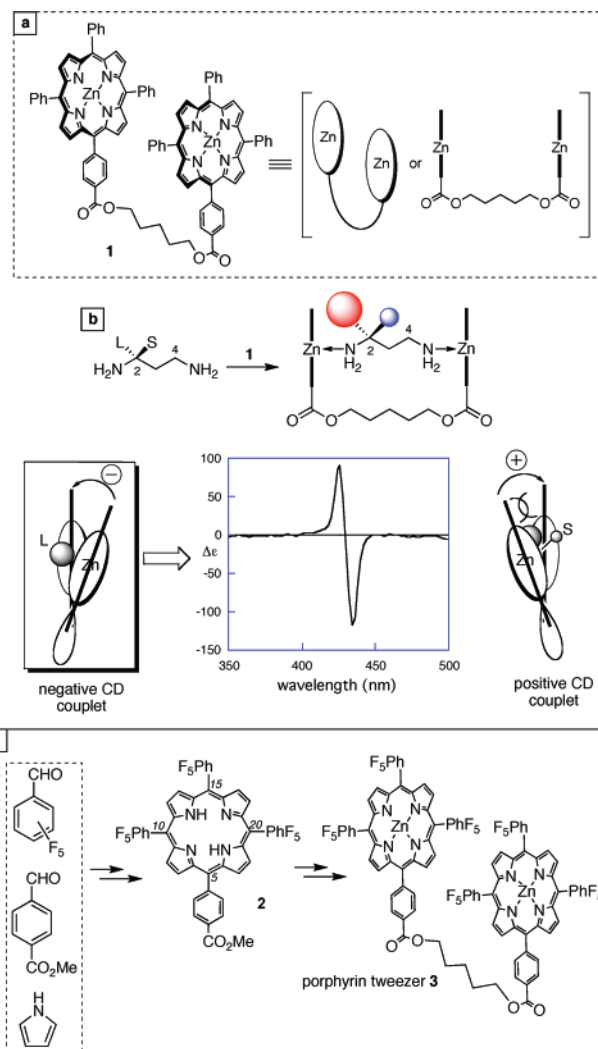 a
Ph
Ph
Zn
N
N
N
N
Ph
Ph
Ph
Zn
N
N
N
N
Ph
O
O
O
O
1
Zn
Zn
or
Zn
Zn
O
O
O
O
b
L
S
4
H2N
2
NH2
1
Zn
N
H2
2
4
N
H2
Zn
O
O
O
O
−
L
Zn
negative CD
couplet
100
50
0
Δε
-50
-100
-150
350
400
450
500
wavelength (nm)
+
S
Zn
positive CD
couplet
CHO
F5
CHO
CO2Me
H
N
F5Ph
15
10
20
F5Ph
PhF5
NH
N
N
HN
5
2
CO2Me
F5Ph
F5Ph
PhF5
Zn
N
N
N
N
F5Ph
F5Ph
PhF5
Zn
N
N
N
N
O
O
O
O
porphyrin tweezer 3